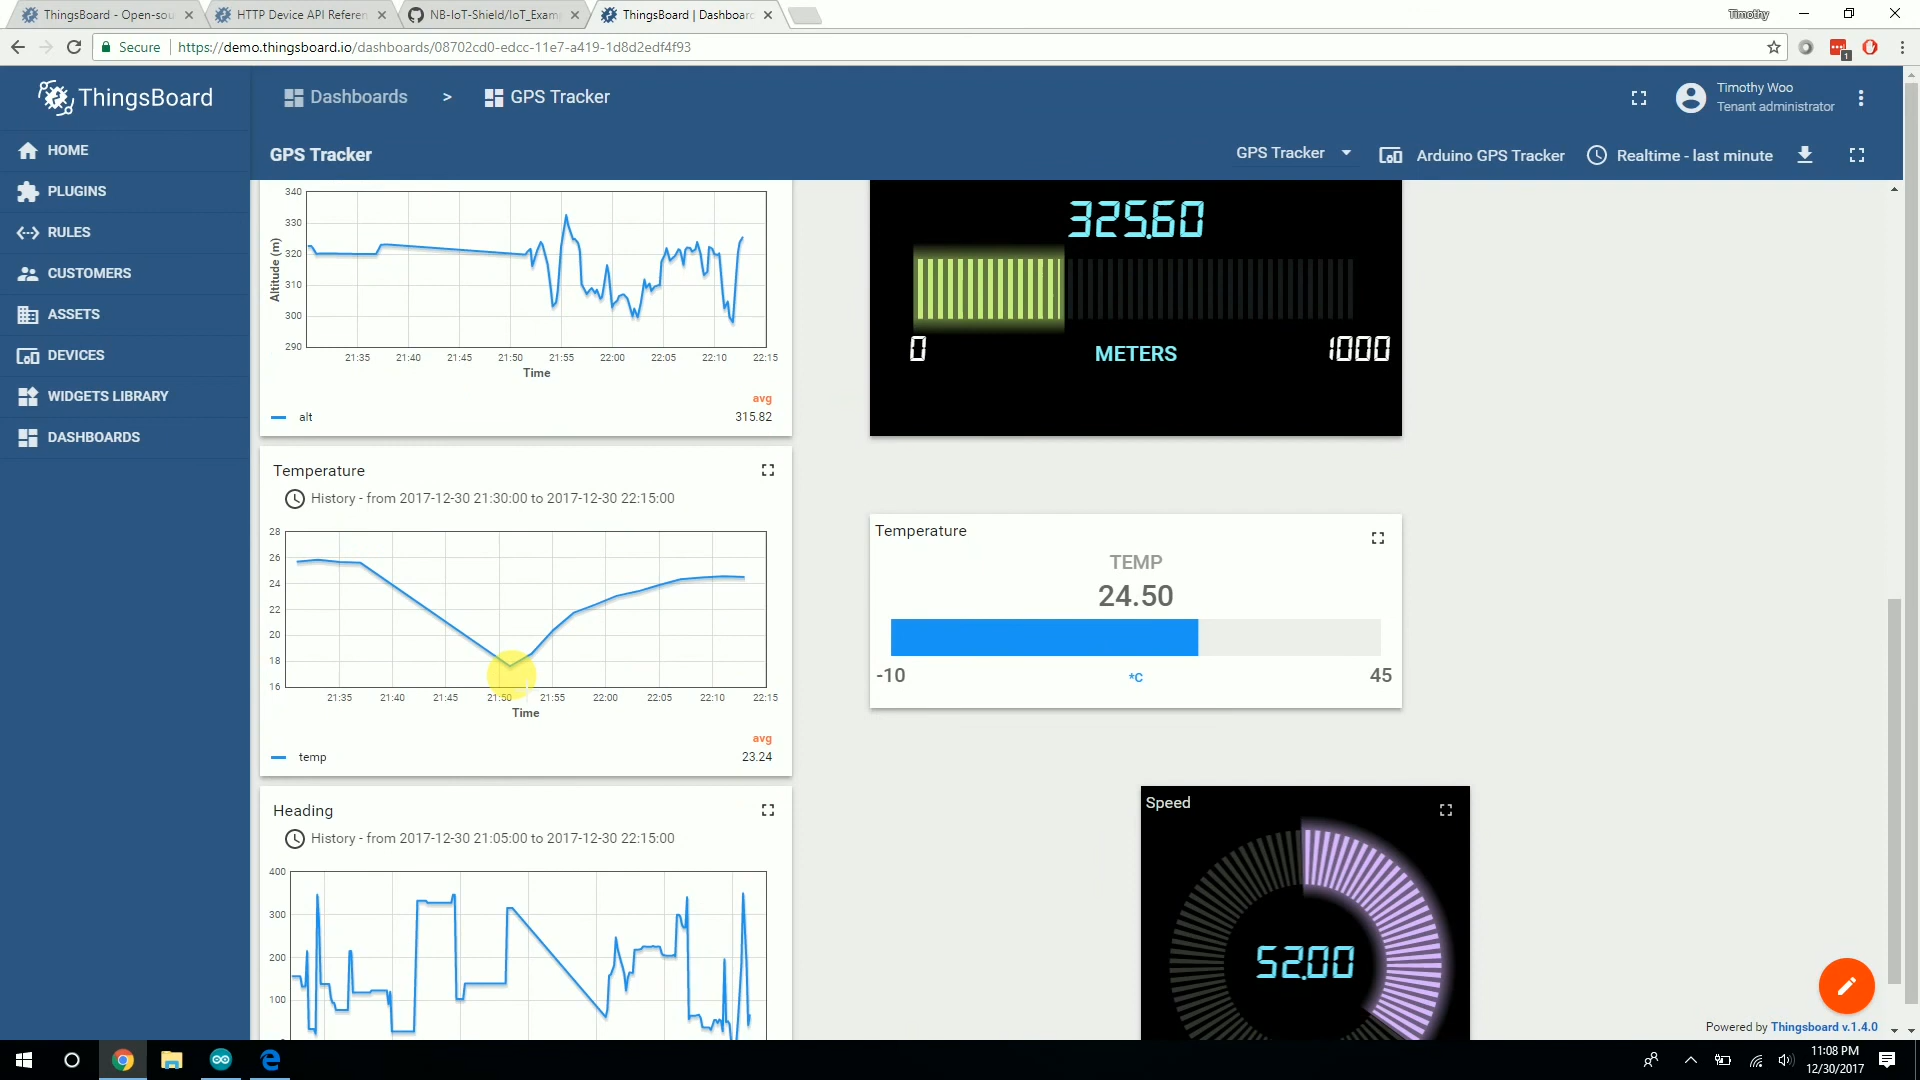 ThingsBoard - Open-sou
HTTP Device API Referen
NB-IoT-Shield/IoT_Exam
ThingsBoard | Dashboard
Timothy
Secure
https://demo.thingsboard.io/dashboards/08702cd0-edcc-11e7-a419-1d8d2edf4f93
1
ThingsBoard
Dashboards > GPS Tracker
Timothy Woo
Tenant administrator
HOME
PLUGINS
RULES
CUSTOMERS
ASSETS
DEVICES
WIDGETS LIBRARY
DASHBOARDS
GPS Tracker
GPS Tracker
Arduino GPS Tracker
Realtime - last minute
340
330
320
310
300
290
Altitude (m)
21:35 21:40 21:45 21:50 21:55 22:00 22:05 22:10 22:15
Time
avg
alt 315.82
325.60
0 METERS 1000
Temperature
History - from 2017-12-30 21:30:00 to 2017-12-30 22:15:00
28
26
24
22
20
18
16
21:35 21:40 21:45 21:50 21:55 22:00 22:05 22:10 22:15
Time
avg
temp 23.24
Temperature
TEMP
24.50
-10 °C 45
Heading
History - from 2017-12-30 21:05:00 to 2017-12-30 22:15:00
400
300
200
100
Speed
52.00
Powered by Thingsboard v.1.4.0
11:08 PM
12/30/2017